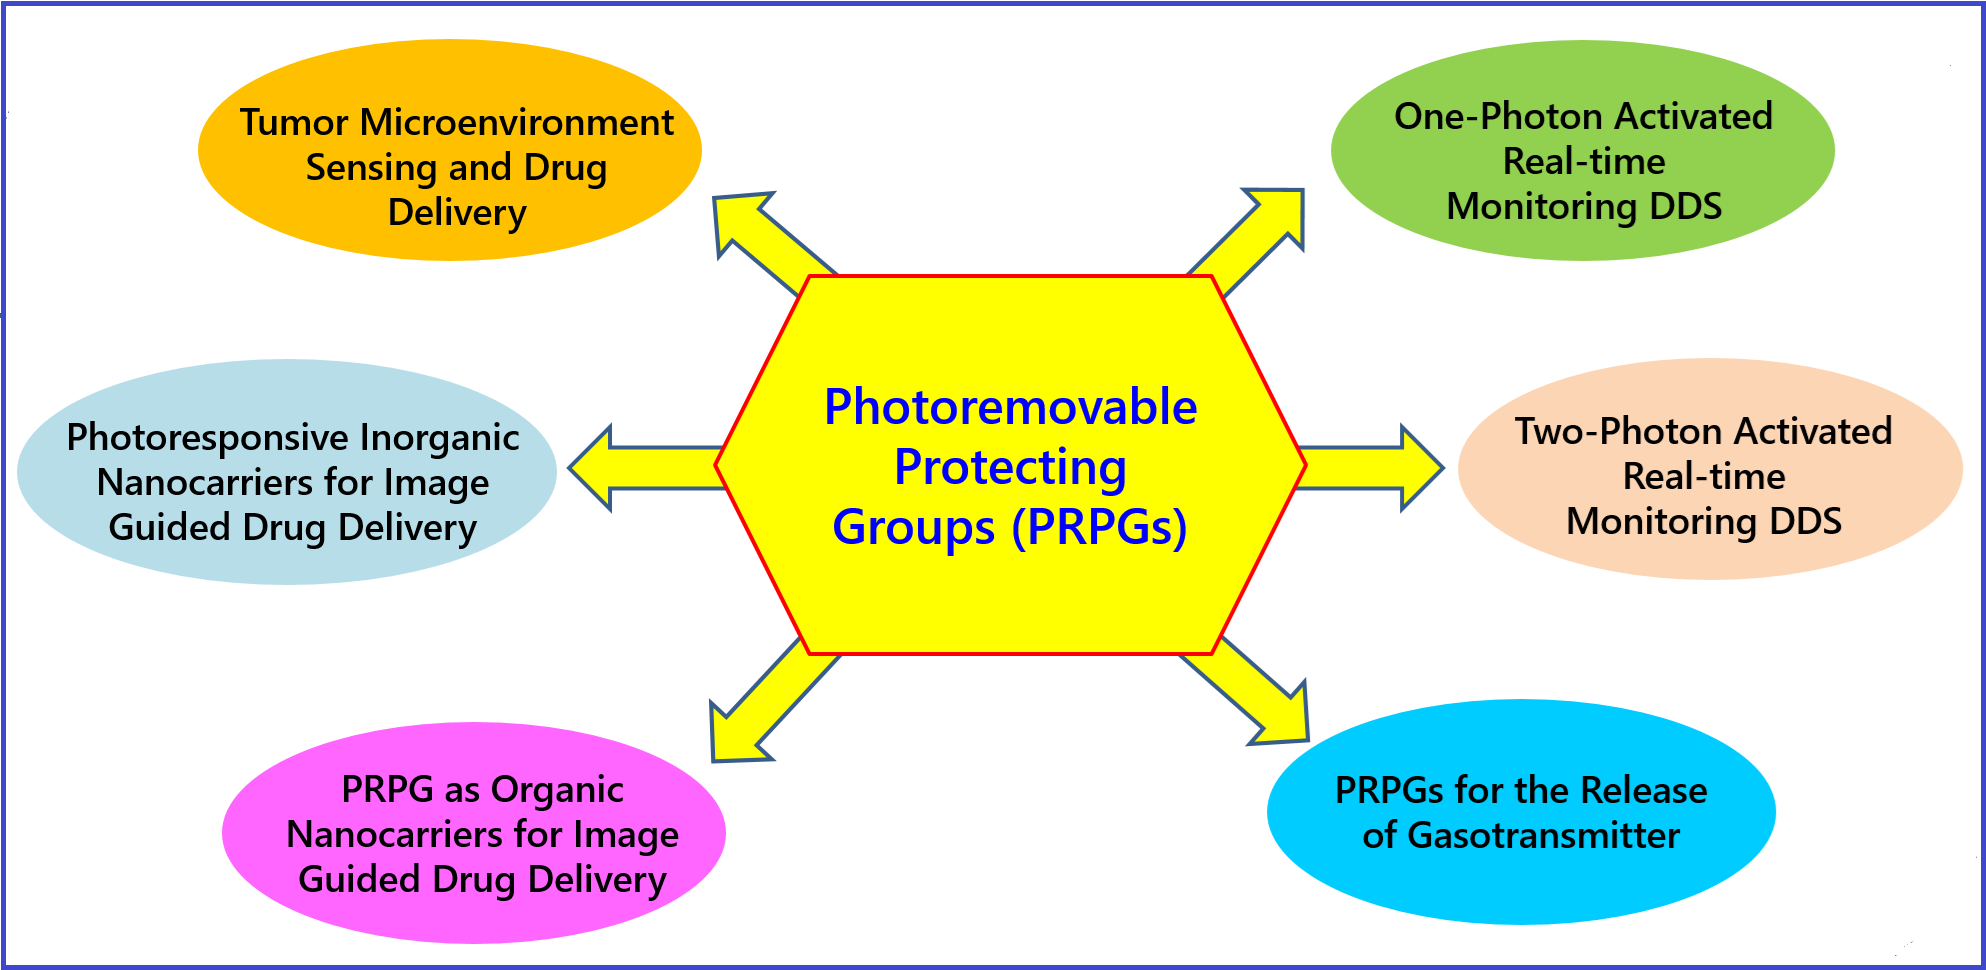 Tumor Microenvironment
Sensing and Drug
Delivery
One-Photon Activated
Real-time
Monitoring DDS
Photoresponsive Inorganic
Nanocarriers for Image
Guided Drug Delivery
Photoremovable
Protecting
Groups (PRPGs)
Two-Photon Activated
Real-time
Monitoring DDS
PRPG as Organic
Nanocarriers for Image
Guided Drug Delivery
PRPGs for the Release
of Gasotransmitter